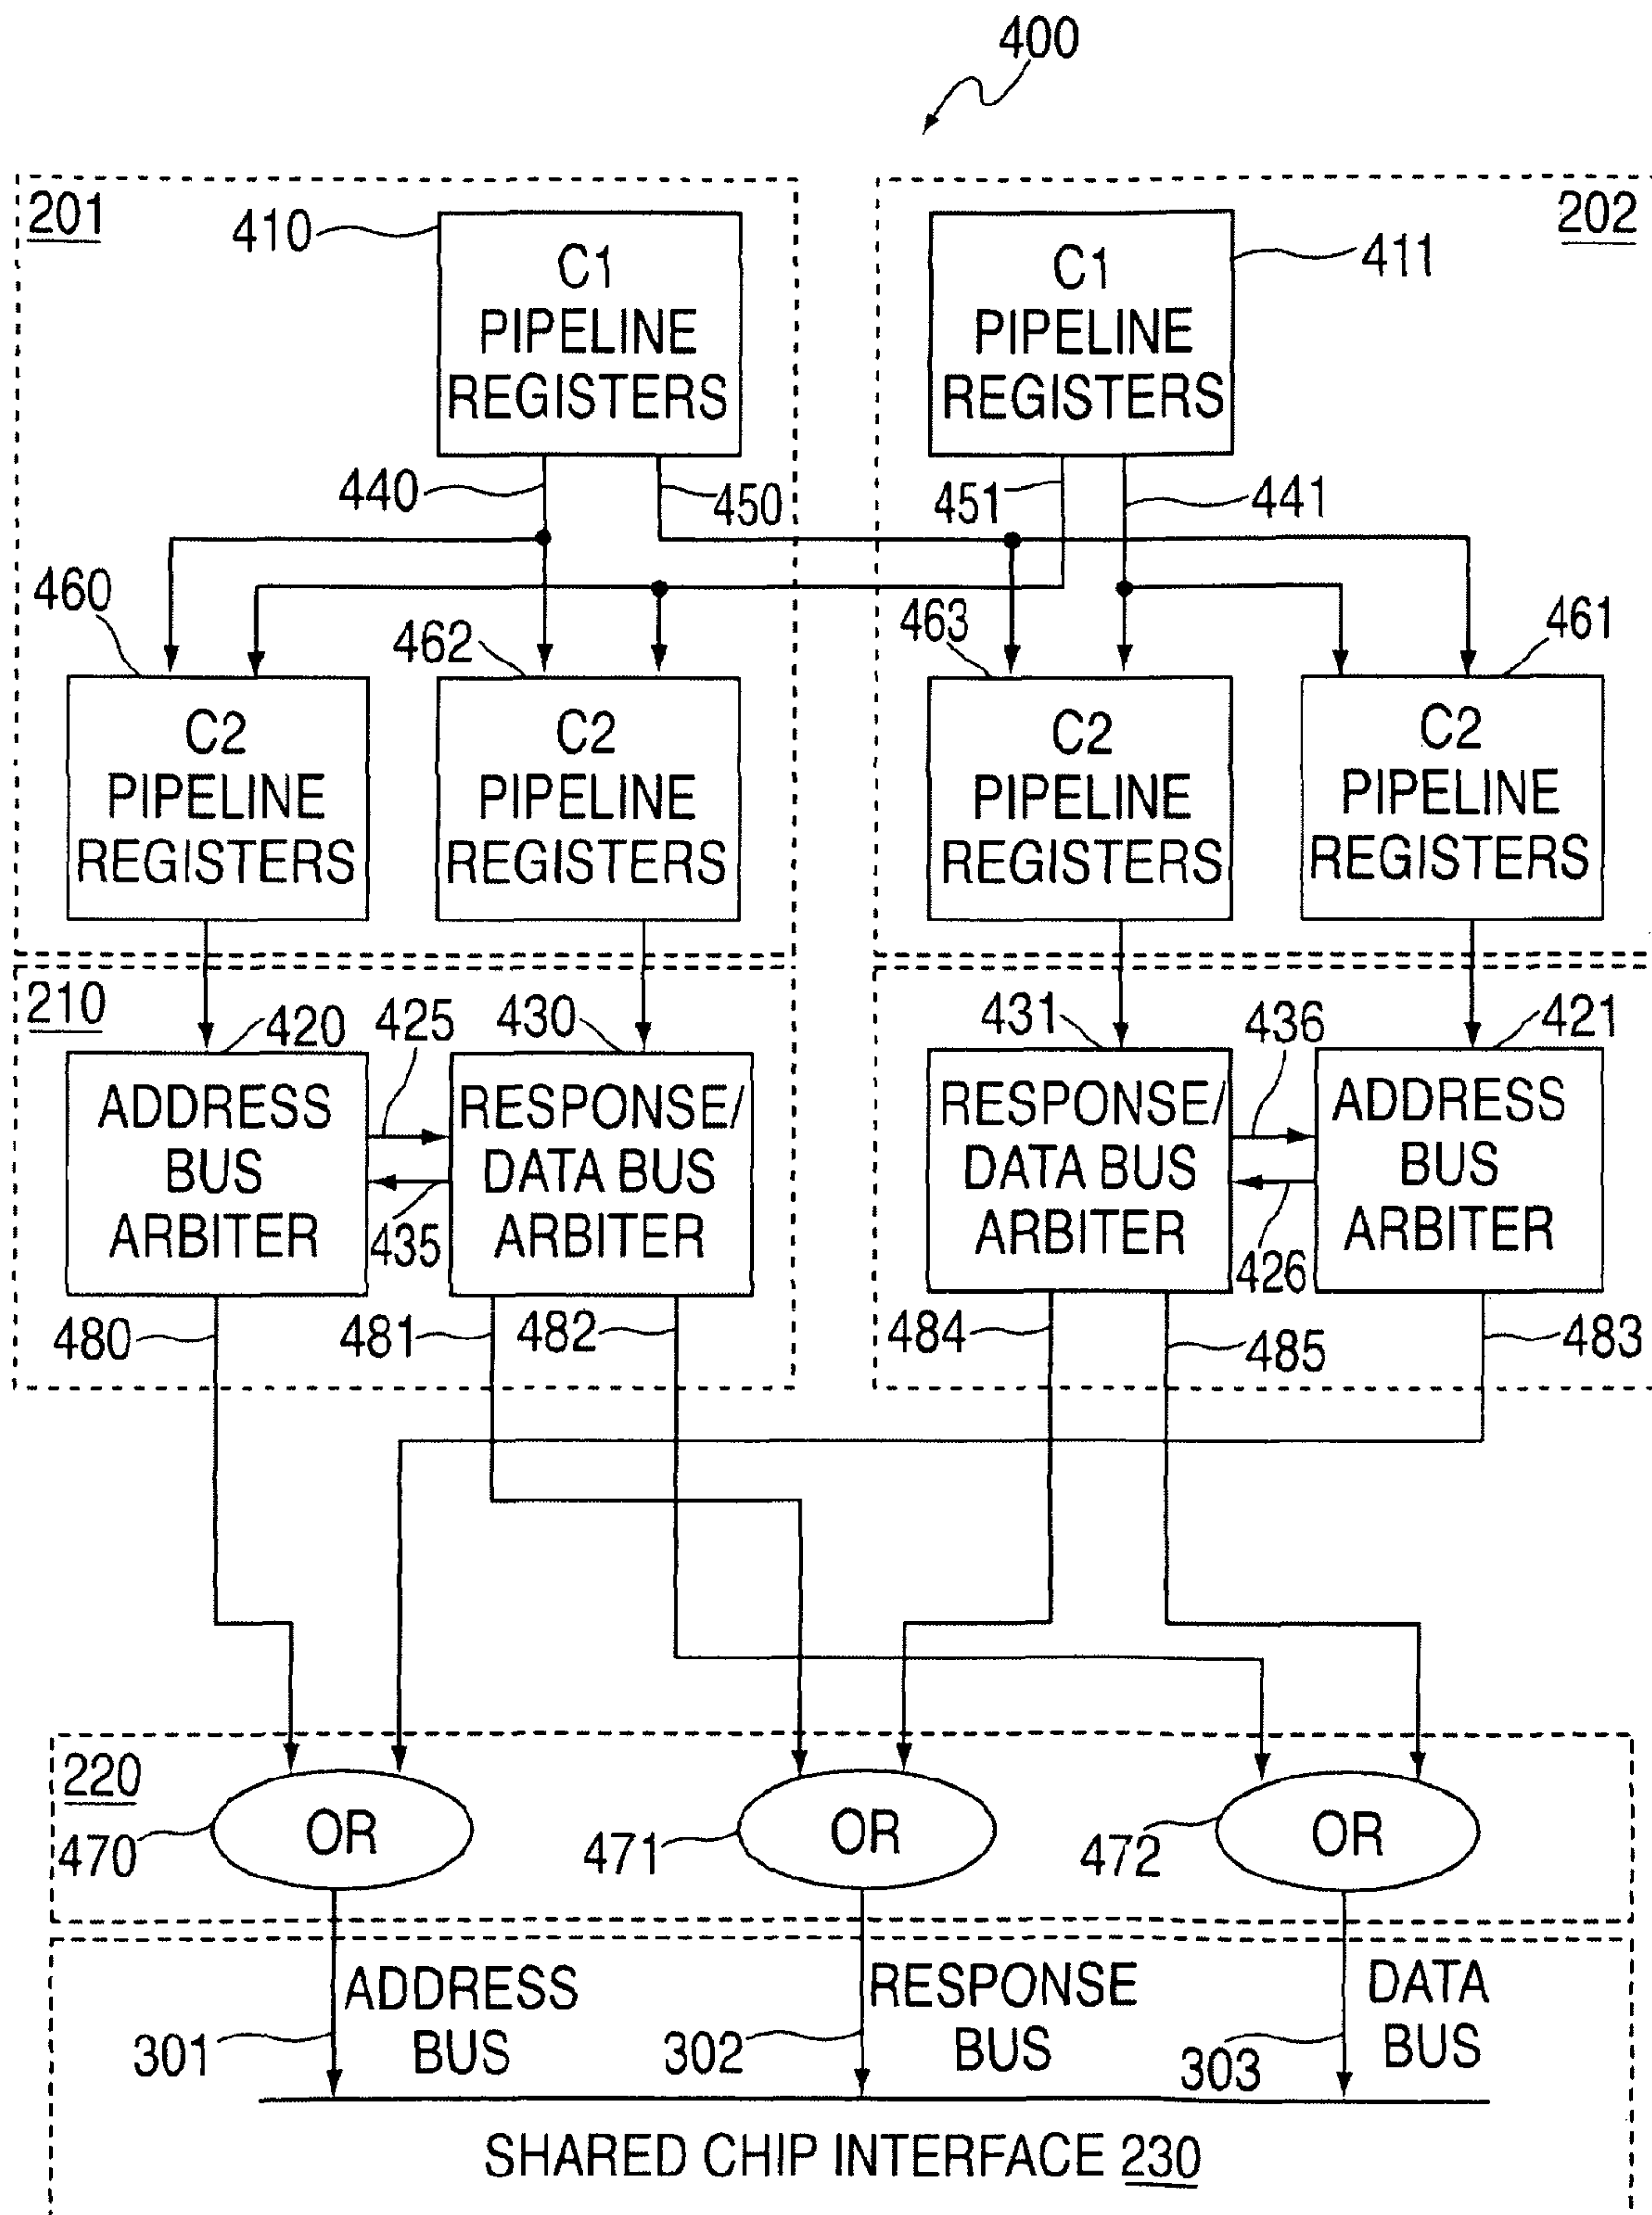 400
201
410
C1
PIPELINE
REGISTERS
C1
PIPELINE
REGISTERS
411
202
440
450
451
441
460
462
463
461
C2
PIPELINE
REGISTERS
C2
PIPELINE
REGISTERS
C2
PIPELINE
REGISTERS
C2
PIPELINE
REGISTERS
210
420
425
430
431
436
421
ADDRESS
BUS
ARBITER
RESPONSE/
DATA BUS
ARBITER
RESPONSE/
DATA BUS
ARBITER
ADDRESS
BUS
ARBITER
435
426
480
481
482
484
485
483
220
470
OR
471
OR
472
OR
301
ADDRESS
BUS
302
RESPONSE
BUS
303
DATA
BUS
SHARED CHIP INTERFACE 230